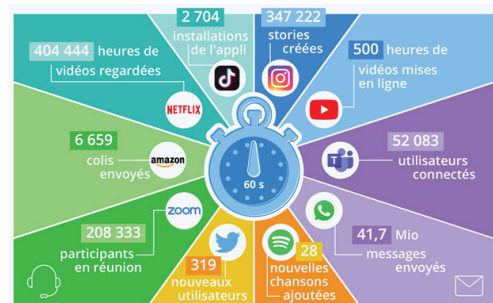 2 704
installations
de l'appli
347 222
stories
créées
404 444 heures de
vidéos regardées
NETFLIX
500 heures de
vidéos mises
en ligne
6 659
colis
envoyés
amazon
52 083
utilisateurs
connectés
60 s
208 333
participants
en réunion
zoom
41,7 Mio
messages
envoyés
319
nouveaux
utilisateurs
28
nouvelles
chansons
ajoutées